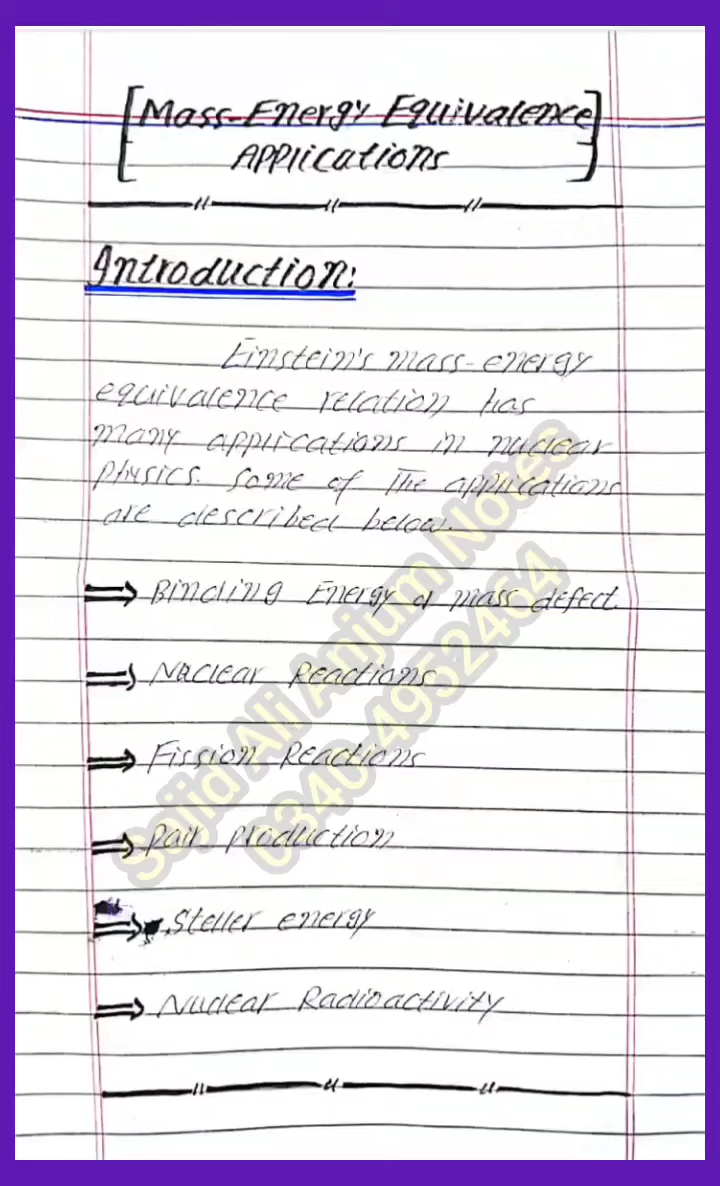 [Mass-Energy Equivalence]
[Applications]
Introduction:
Einstein's mass-energy
equivalence relation has
many applications in nuclear
physics. Some of The applications
are described below.
⇒ Binding Energy & mass defect.
⇒ Nuclear Reactions
⇒ Fission Reactions
⇒ Pair Production
⇒ Steller energy
⇒ Nuclear Radioactivity
Sajid Ali Anjum Notes
0340-4952464